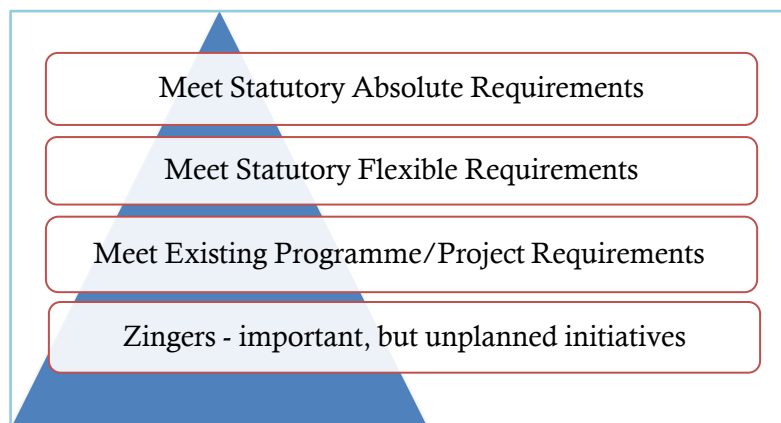 Meet Statutory Absolute Requirements
Meet Statutory Flexible Requirements
Meet Existing Programme/Project Requirements
Zingers - important, but unplanned initiatives